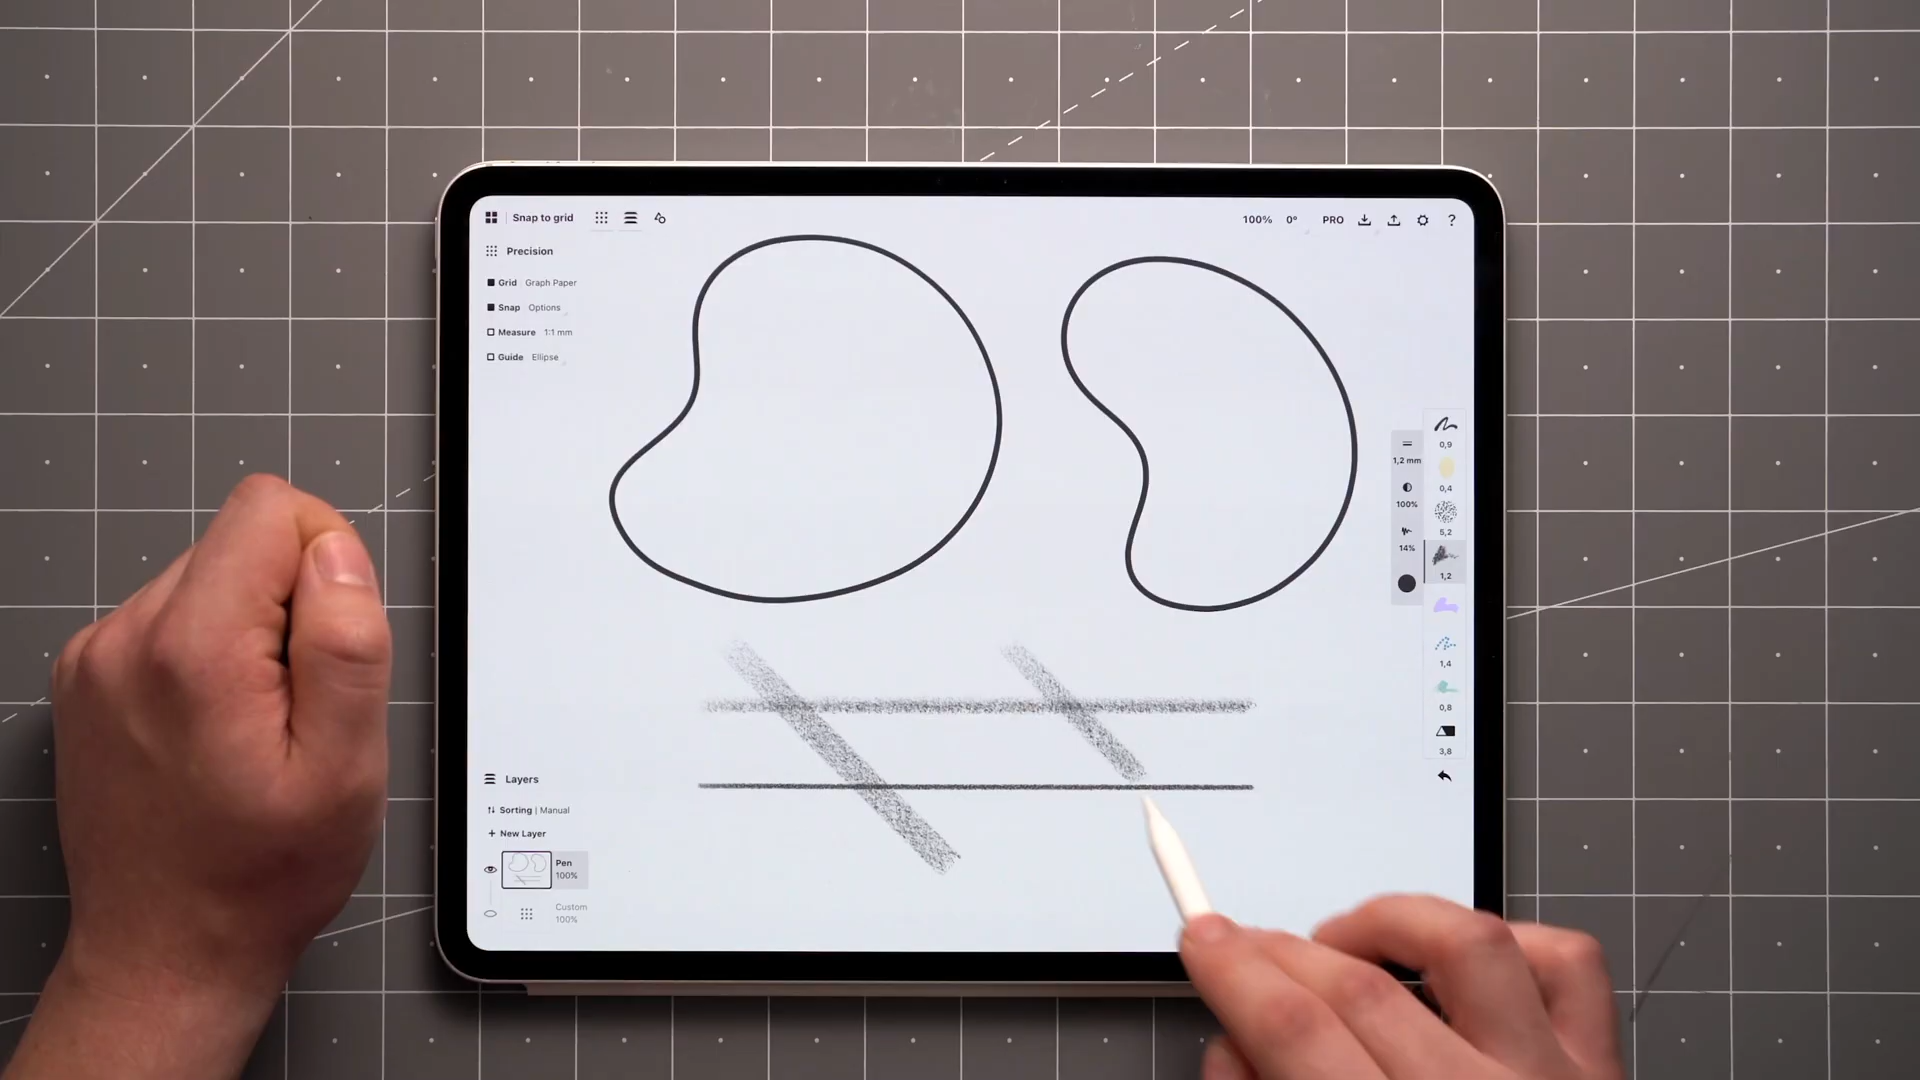 Snap to grid
100% 0° PRO ?
Precision
Grid Graph Paper
Snap Options
Measure 1:1 mm
Guide Ellipse
0,9
1,2 mm
0,4
100%
5,2
14%
1,2
1,4
0,8
3,8
Layers
Sorting | Manual
+ New Layer
Pen
100%
Custom
100%